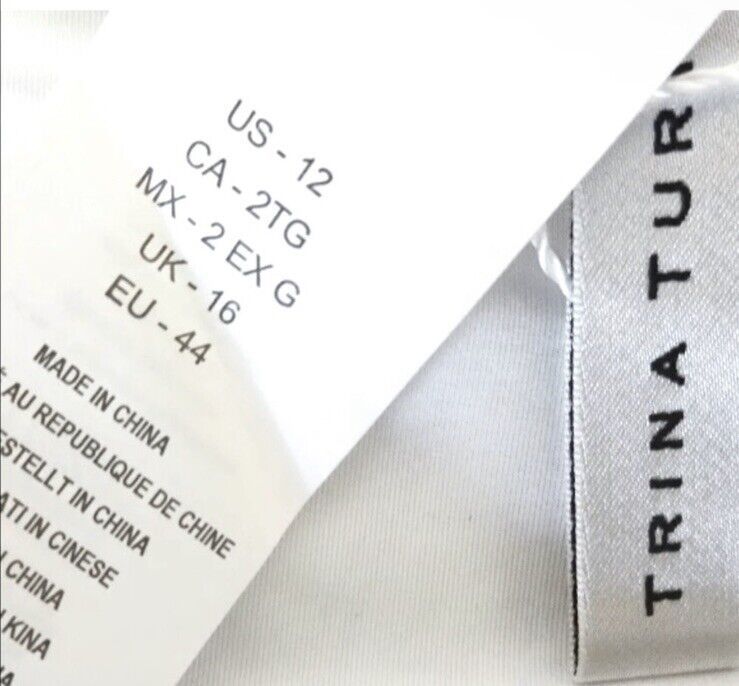 US - 12
CA - 2TG
MX - 2 EX G
UK - 16
EU - 44
MADE IN CHINA
AU REPUBLIQUE DE CHINE
ESTELLT IN CHINA
ATI IN CINESE
CHINA
KINA
TRINA TUR